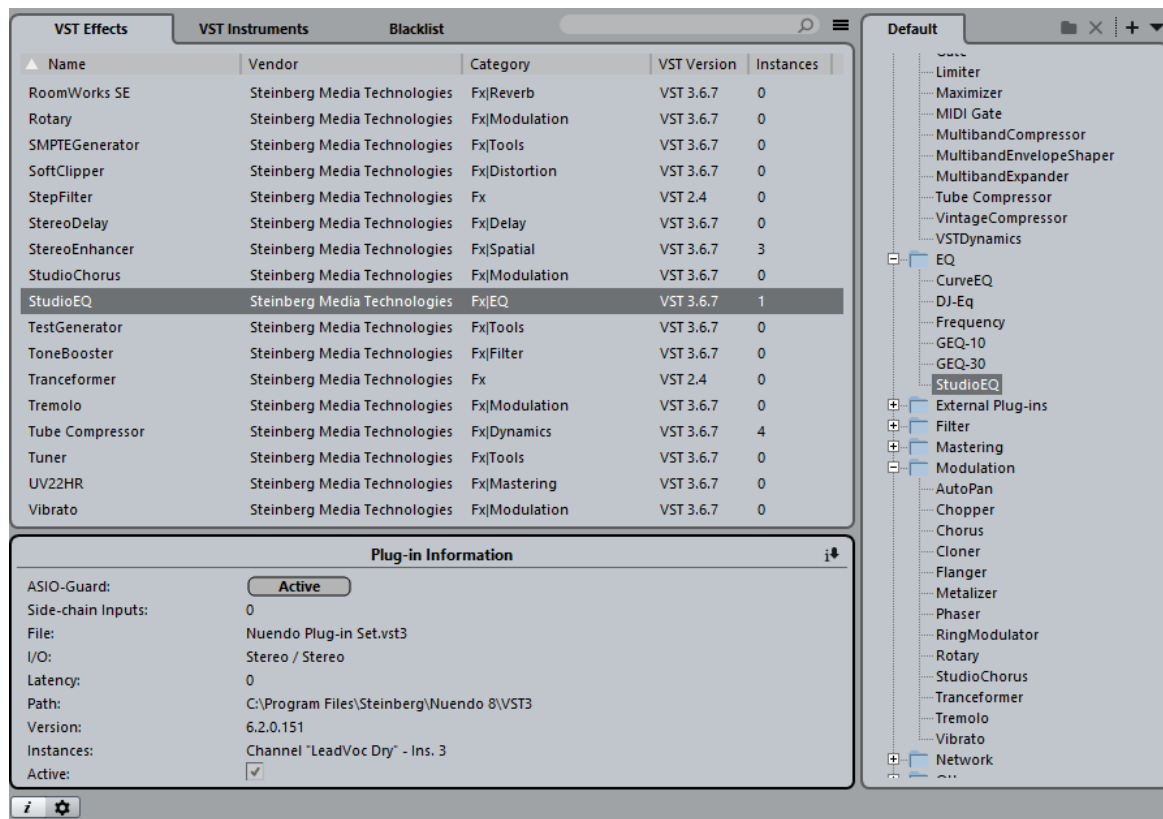 VST Effects VST Instruments Blacklist
Name Vendor Category VST Version Instances
RoomWorks SE Steinberg Media Technologies Fx|Reverb VST 3.6.7 0
Rotary Steinberg Media Technologies Fx|Modulation VST 3.6.7 0
SMPTEGenerator Steinberg Media Technologies Fx|Tools VST 3.6.7 0
SoftClipper Steinberg Media Technologies Fx|Distortion VST 3.6.7 0
StepFilter Steinberg Media Technologies Fx VST 2.4 0
StereoDelay Steinberg Media Technologies Fx|Delay VST 3.6.7 0
StereoEnhancer Steinberg Media Technologies Fx|Spatial VST 3.6.7 3
StudioChorus Steinberg Media Technologies Fx|Modulation VST 3.6.7 0
StudioEQ Steinberg Media Technologies Fx|EQ VST 3.6.7 1
TestGenerator Steinberg Media Technologies Fx|Tools VST 3.6.7 0
ToneBooster Steinberg Media Technologies Fx|Filter VST 3.6.7 0
Tranceformer Steinberg Media Technologies Fx VST 2.4 0
Tremolo Steinberg Media Technologies Fx|Modulation VST 3.6.7 0
Tube Compressor Steinberg Media Technologies Fx|Dynamics VST 3.6.7 4
Tuner Steinberg Media Technologies Fx|Tools VST 3.6.7 0
UV22HR Steinberg Media Technologies Fx|Mastering VST 3.6.7 0
Vibrato Steinberg Media Technologies Fx|Modulation VST 3.6.7 0
Plug-in Information
ASIO-Guard: Active
Side-chain Inputs: 0
File: Nuendo Plug-in Set.vst3
I/O: Stereo / Stereo
Latency: 0
Path: C:\Program Files\Steinberg\Nuendo 8\VST3
Version: 6.2.0.151
Instances: Channel "LeadVoc Dry" - Ins. 3
Active:
Default
Limiter
Maximizer
MIDI Gate
MultibandCompressor
MultibandEnvelopeShaper
MultibandExpander
Tube Compressor
VintageCompressor
VSTDynamics
EQ
CurveEQ
DJ-Eq
Frequency
GEQ-10
GEQ-30
StudioEQ
External Plug-ins
Filter
Mastering
Modulation
AutoPan
Chopper
Chorus
Cloner
Flanger
Metalizer
Phaser
RingModulator
Rotary
StudioChorus
Tranceformer
Tremolo
Vibrato
Network